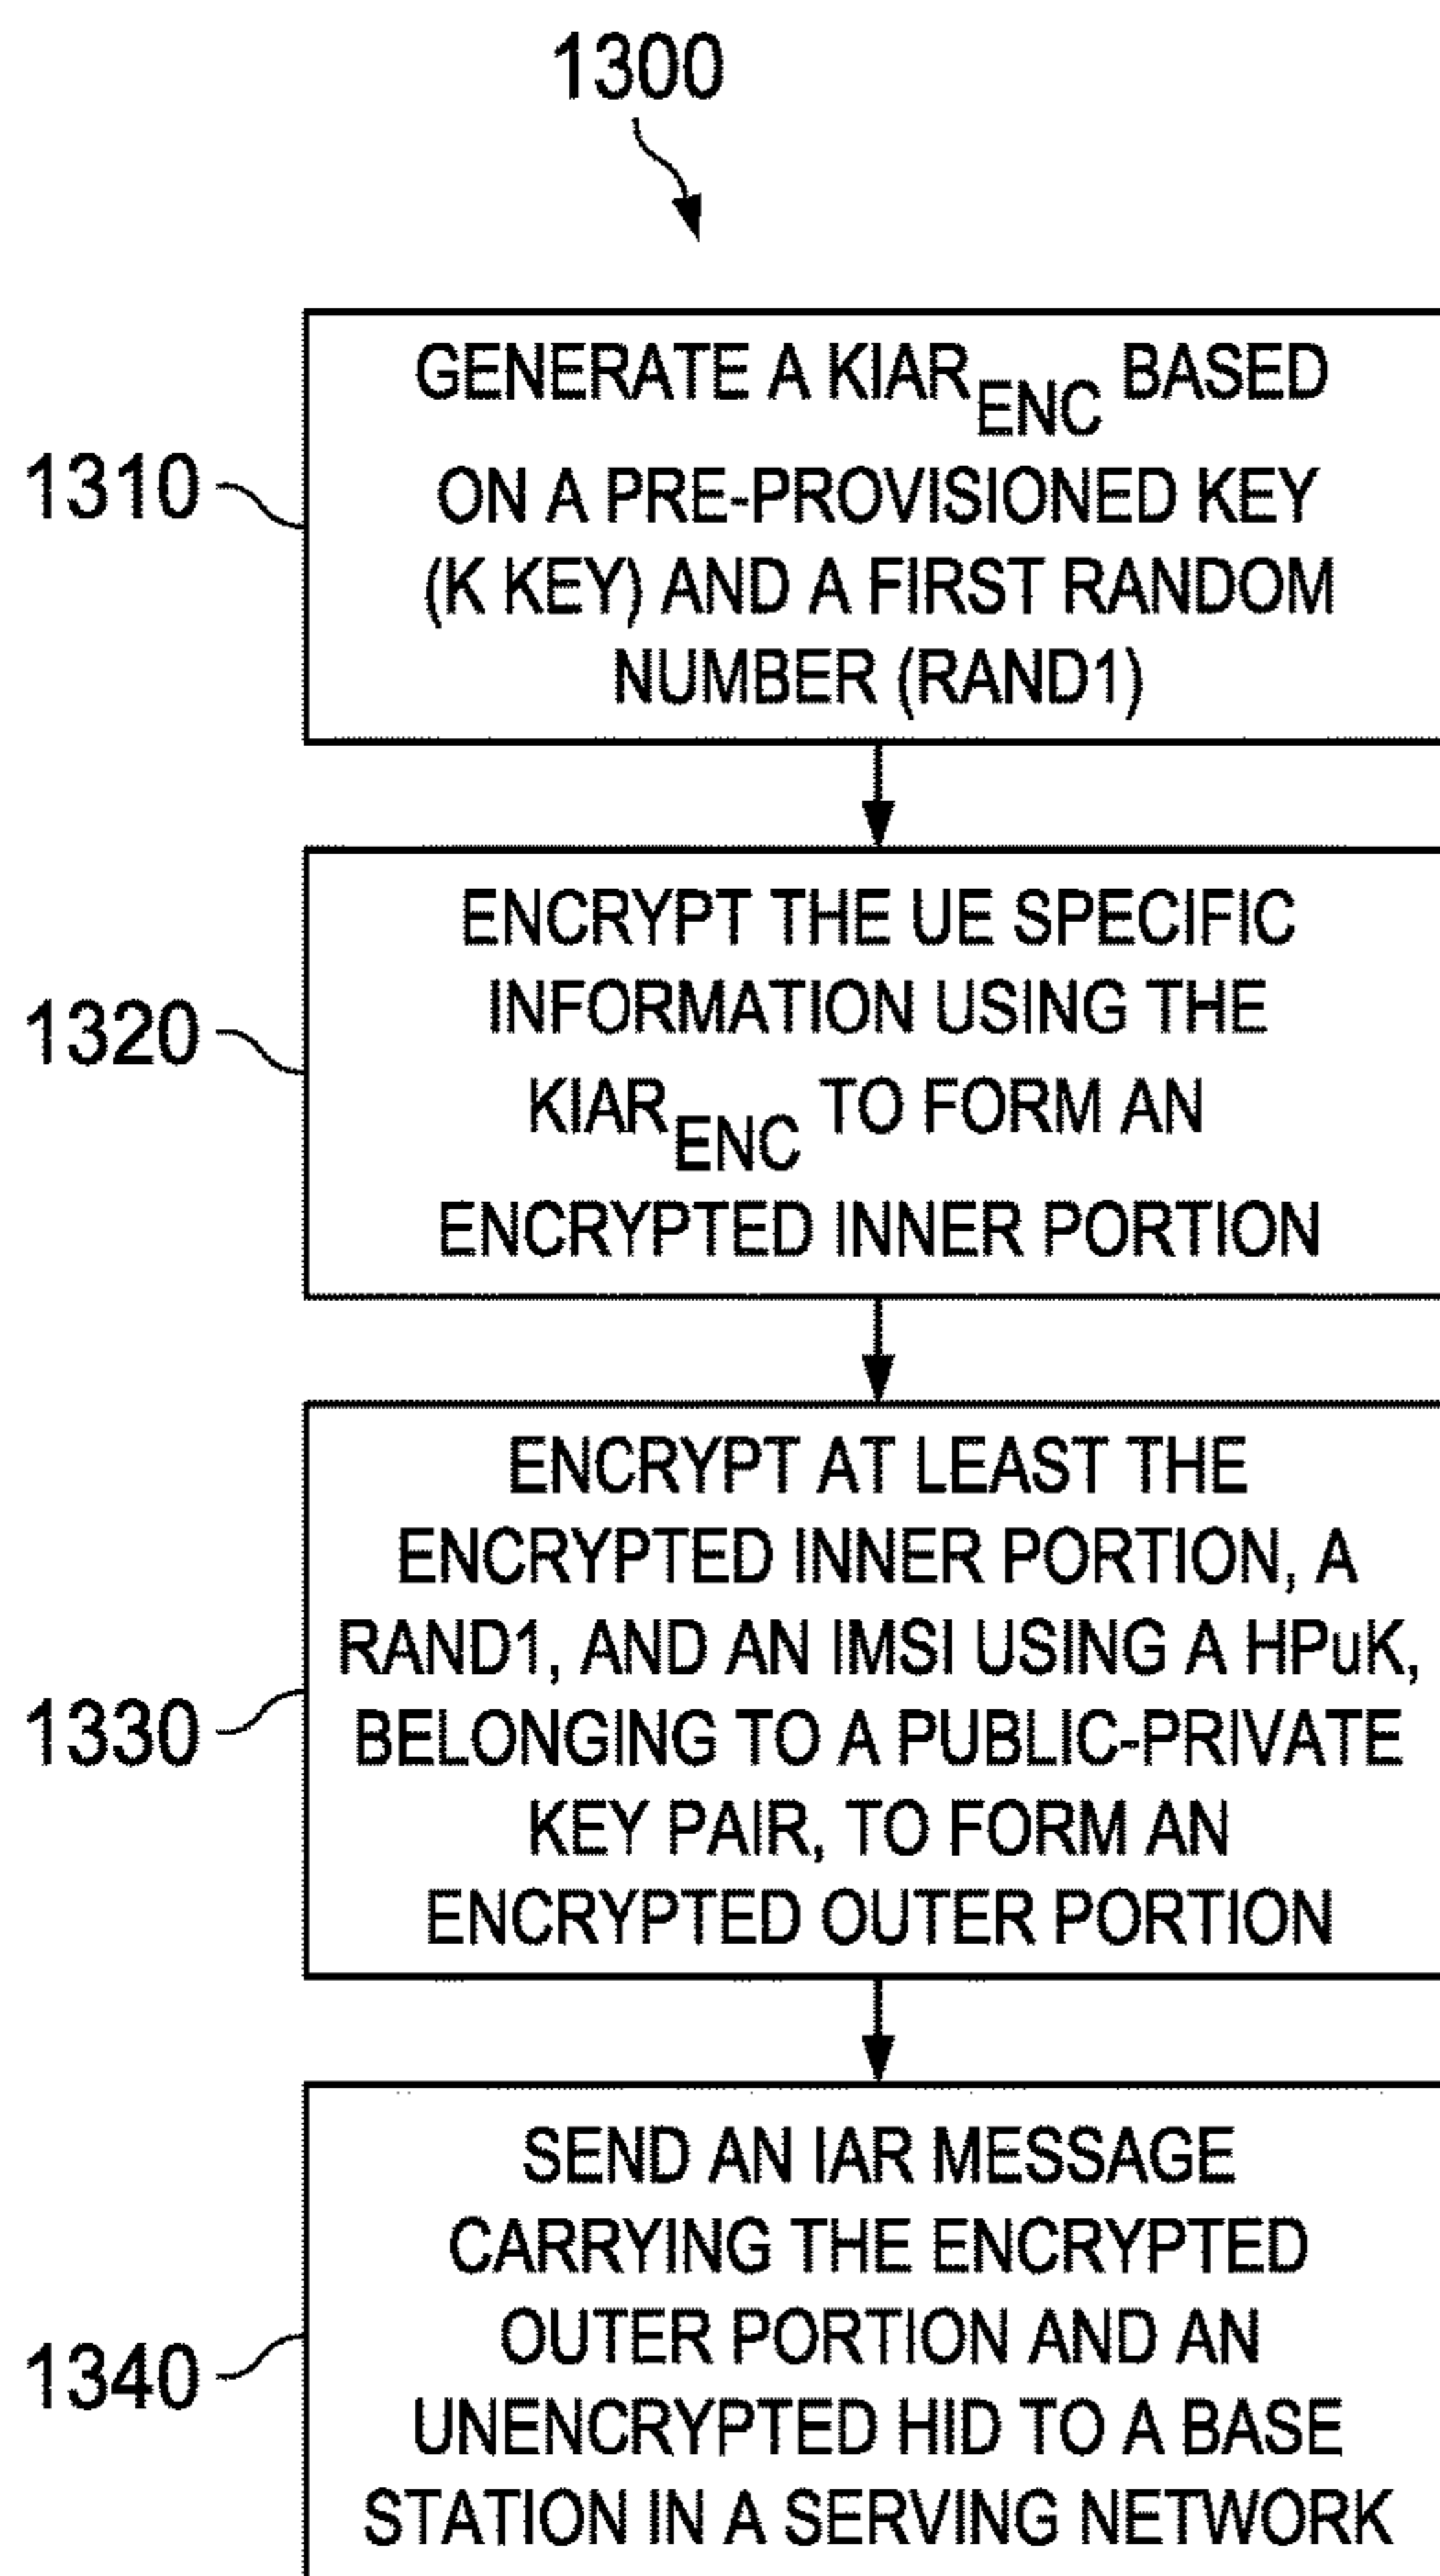 1300
GENERATE A KIAR_ENC BASED
1310
ON A PRE-PROVISIONED KEY
(K KEY) AND A FIRST RANDOM
NUMBER (RAND1)
ENCRYPT THE UE SPECIFIC
INFORMATION USING THE
1320
KIAR_ENC TO FORM AN
ENCRYPTED INNER PORTION
ENCRYPT AT LEAST THE
ENCRYPTED INNER PORTION, A
RAND1, AND AN IMSI USING A HPuK,
1330
BELONGING TO A PUBLIC-PRIVATE
KEY PAIR, TO FORM AN
ENCRYPTED OUTER PORTION
SEND AN IAR MESSAGE
CARRYING THE ENCRYPTED
OUTER PORTION AND AN
1340
UNENCRYPTED HID TO A BASE
STATION IN A SERVING NETWORK